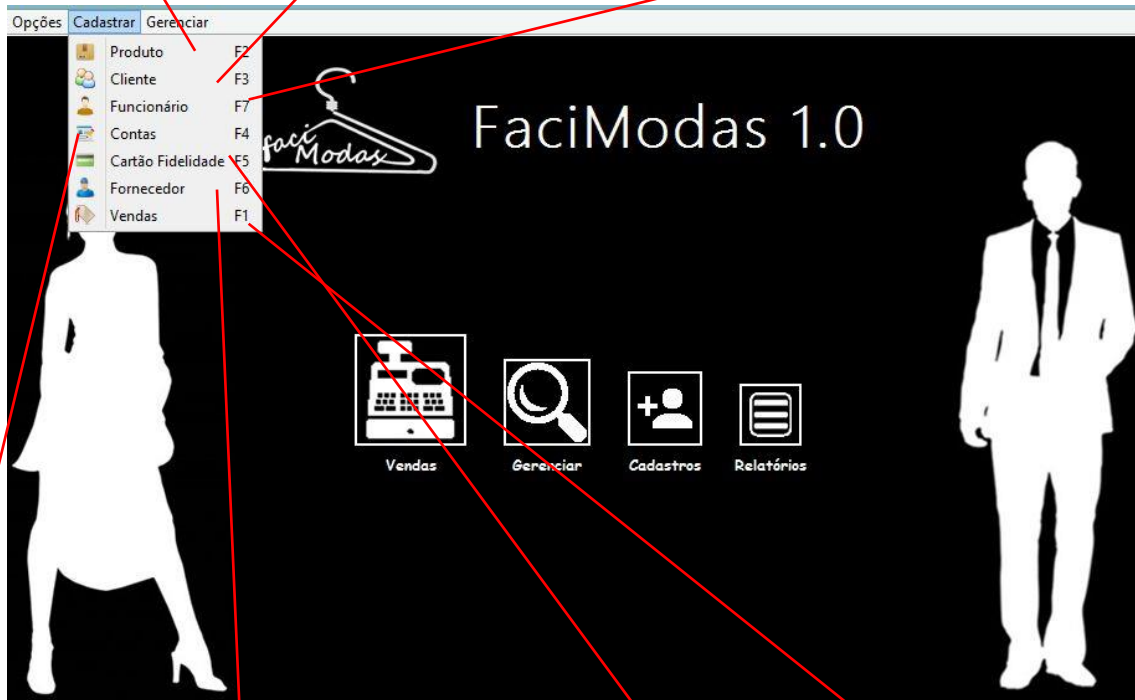 Opções Cadastrar Gerenciar
Produto F2
Cliente F3
Funcionário F7
Contas F4
Cartão Fidelidade F5
Fornecedor F6
Vendas F1
faci
Modas
FaciModas 1.0
Vendas Gerenciar Cadastros Relatórios